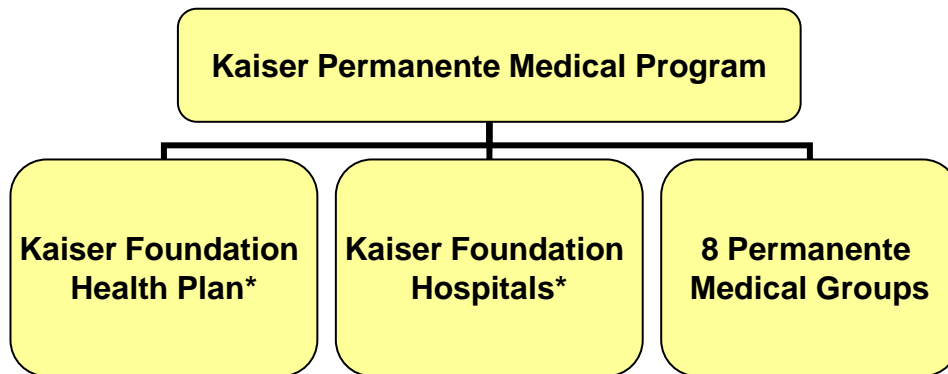 Kaiser Permanente Medical Program
Kaiser Foundation
Health Plan*
Kaiser Foundation
Hospitals*
8 Permanente
Medical Groups